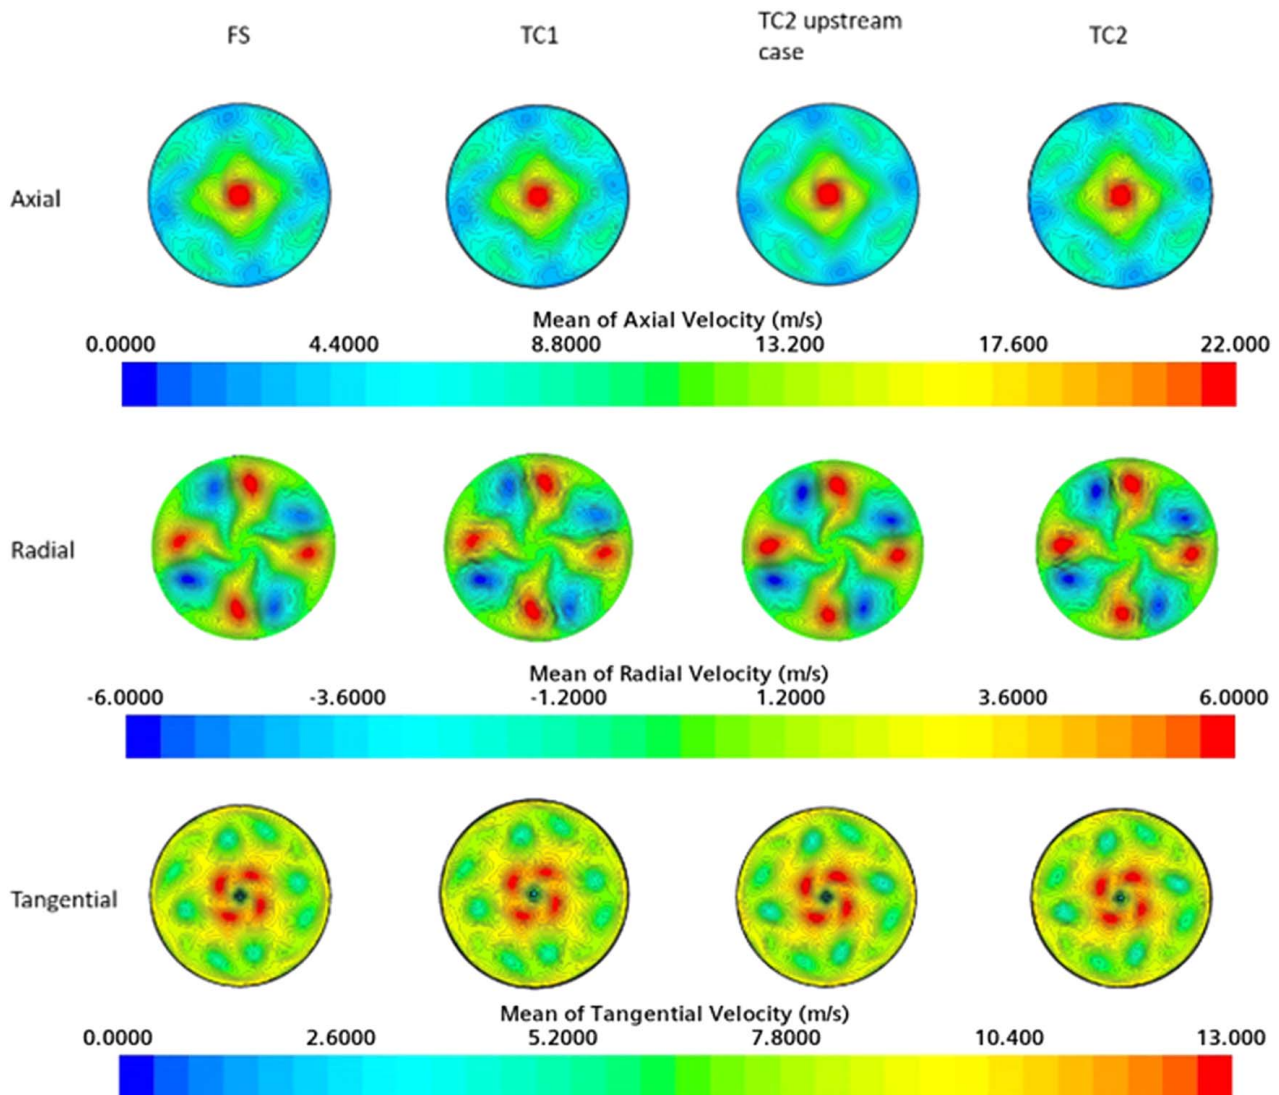 FS
TC1
TC2 upstream
case
TC2
Axial
Mean of Axial Velocity (m/s)
0.0000 4.4000 8.8000 13.200 17.600 22.000
Radial
Mean of Radial Velocity (m/s)
-6.0000 -3.6000 -1.2000 1.2000 3.6000 6.0000
Tangential
Mean of Tangential Velocity (m/s)
0.0000 2.6000 5.2000 7.8000 10.400 13.000